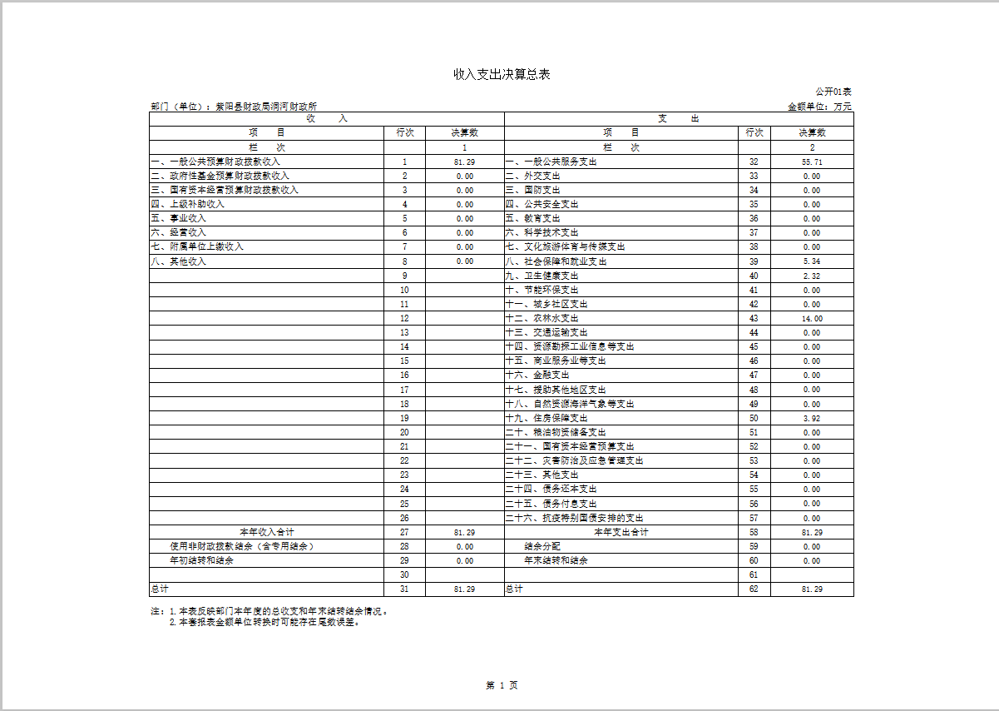 收入支出决算总表
公开01表
部门（单位）：紫阳县财政局洞河财政所 金额单位：万元
收 入 支 出
项 目 行次 决算数 项 目 行次 决算数
栏 次 1 栏 次 2
一、一般公共预算财政拨款收入 1 81.29 一、一般公共服务支出 32 55.71
二、政府性基金预算财政拨款收入 2 0.00 二、外交支出 33 0.00
三、国有资本经营预算财政拨款收入 3 0.00 三、国防支出 34 0.00
四、上级补助收入 4 0.00 四、公共安全支出 35 0.00
五、事业收入 5 0.00 五、教育支出 36 0.00
六、经营收入 6 0.00 六、科学技术支出 37 0.00
七、附属单位上缴收入 7 0.00 七、文化旅游体育与传媒支出 38 0.00
八、其他收入 8 0.00 八、社会保障和就业支出 39 5.34
9 九、卫生健康支出 40 2.32
10 十、节能环保支出 41 0.00
11 十一、城乡社区支出 42 0.00
12 十二、农林水支出 43 14.00
13 十三、交通运输支出 44 0.00
14 十四、资源勘探工业信息等支出 45 0.00
15 十五、商业服务业等支出 46 0.00
16 十六、金融支出 47 0.00
17 十七、援助其他地区支出 48 0.00
18 十八、自然资源海洋气象等支出 49 0.00
19 十九、住房保障支出 50 3.92
20 二十、粮油物资储备支出 51 0.00
21 二十一、国有资本经营预算支出 52 0.00
22 二十二、灾害防治及应急管理支出 53 0.00
23 二十三、其他支出 54 0.00
24 二十四、债务还本支出 55 0.00
25 二十五、债务付息支出 56 0.00
26 二十六、抗疫特别国债安排的支出 57 0.00
本年收入合计 27 81.29 本年支出合计 58 81.29
使用非财政拨款结余（含专用结余） 28 0.00 结余分配 59 0.00
年初结转和结余 29 0.00 年末结转和结余 60 0.00
30 61
总计 31 81.29 总计 62 81.29
注：1.本表反映部门本年度的总收支和年末结转结余情况。
2.本套报表金额单位转换时可能存在尾数误差。
第 1 页